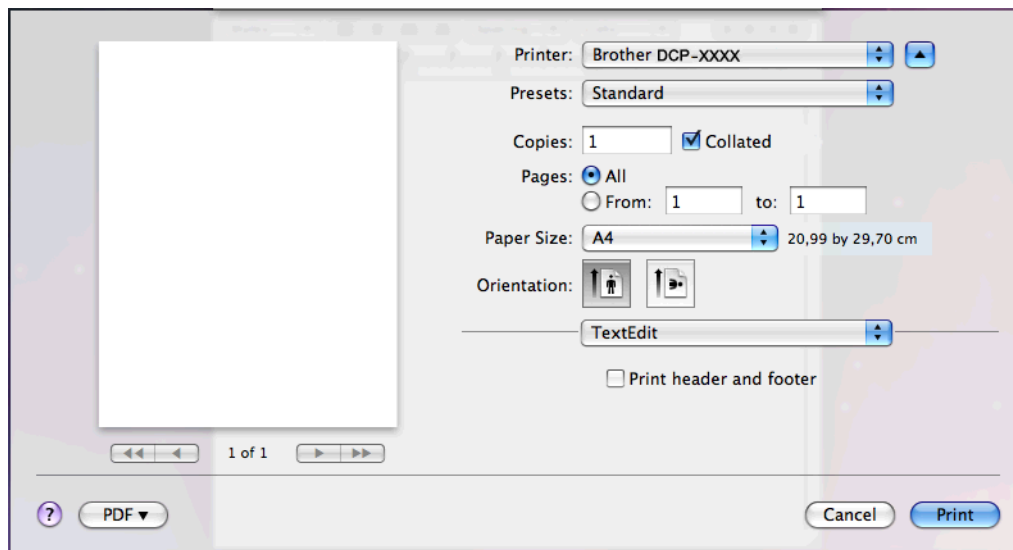 Printer: Brother DCP-XXXX
Presets: Standard
Copies: 1 Collated
Pages: All
From: 1 to: 1
Paper Size: A4 20,99 by 29,70 cm
Orientation:
TextEdit
Print header and footer
1 of 1
? PDF Cancel Print